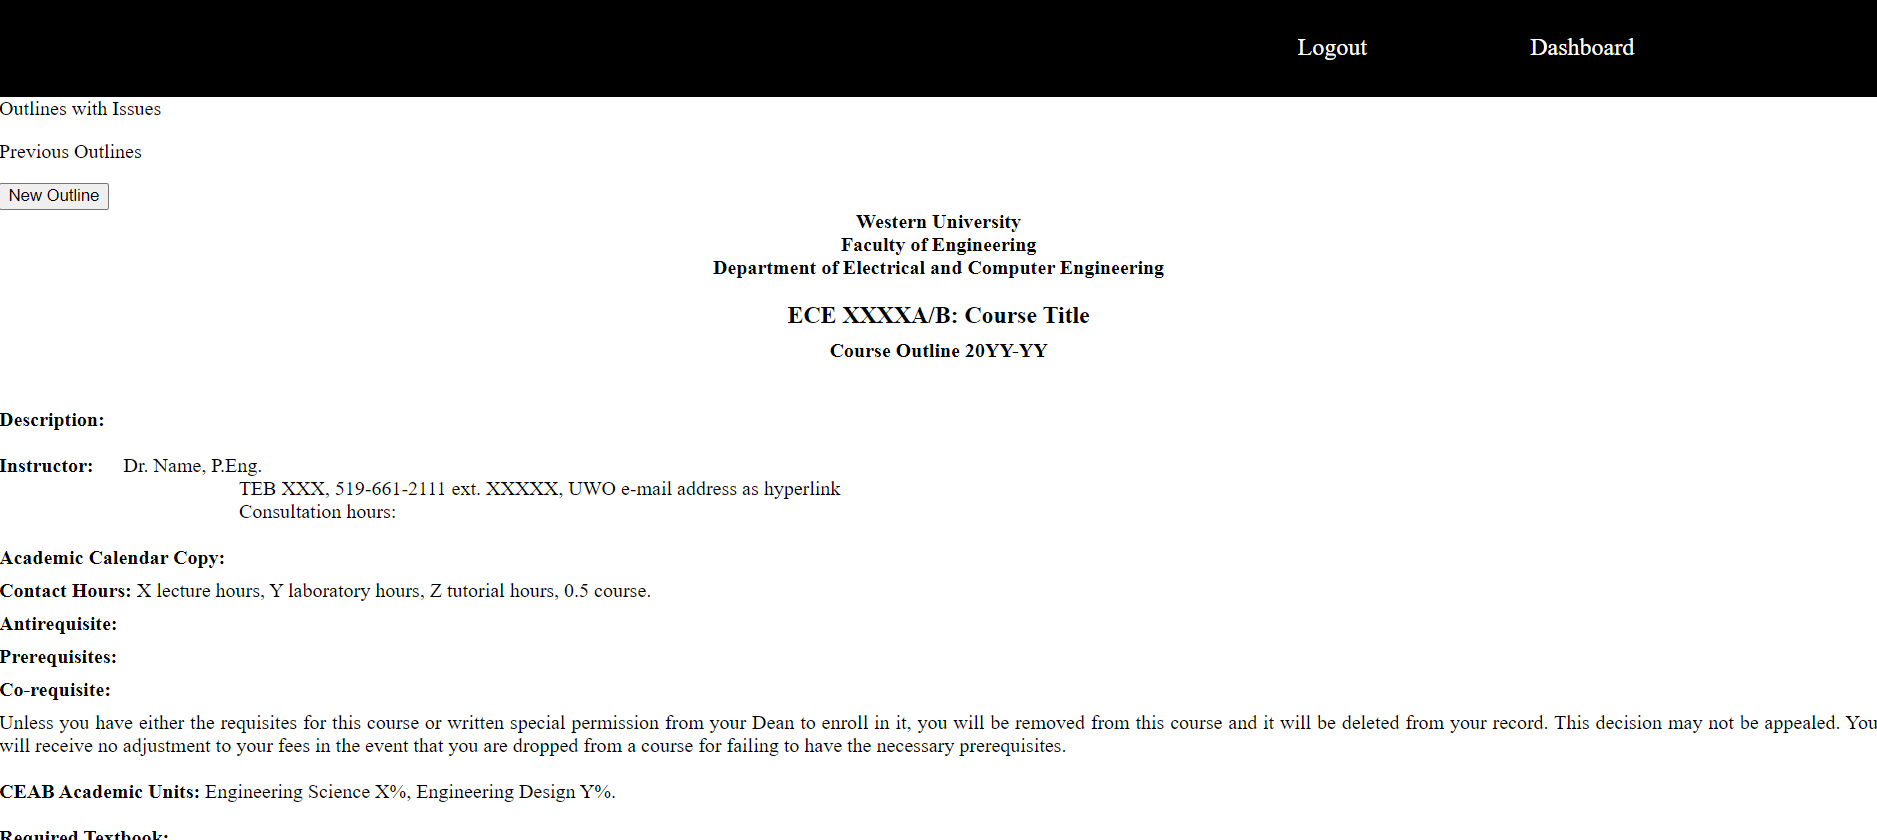 Logout Dashboard
Outlines with Issues
Previous Outlines
New Outline
Western University
Faculty of Engineering
Department of Electrical and Computer Engineering
ECE XXXXA/B: Course Title
Course Outline 20YY-YY
Description:
Instructor: Dr. Name, P.Eng.
TEB XXX, 519-661-2111 ext. XXXXX, UWO e-mail address as hyperlink
Consultation hours:
Academic Calendar Copy:
Contact Hours: X lecture hours, Y laboratory hours, Z tutorial hours, 0.5 course.
Antirequisite:
Prerequisites:
Co-requisite:
Unless you have either the requisites for this course or written special permission from your Dean to enroll in it, you will be removed from this course and it will be deleted from your record. This decision may not be appealed. You
will receive no adjustment to your fees in the event that you are dropped from a course for failing to have the necessary prerequisites.
CEAB Academic Units: Engineering Science X%, Engineering Design Y%.
Required Textbook: